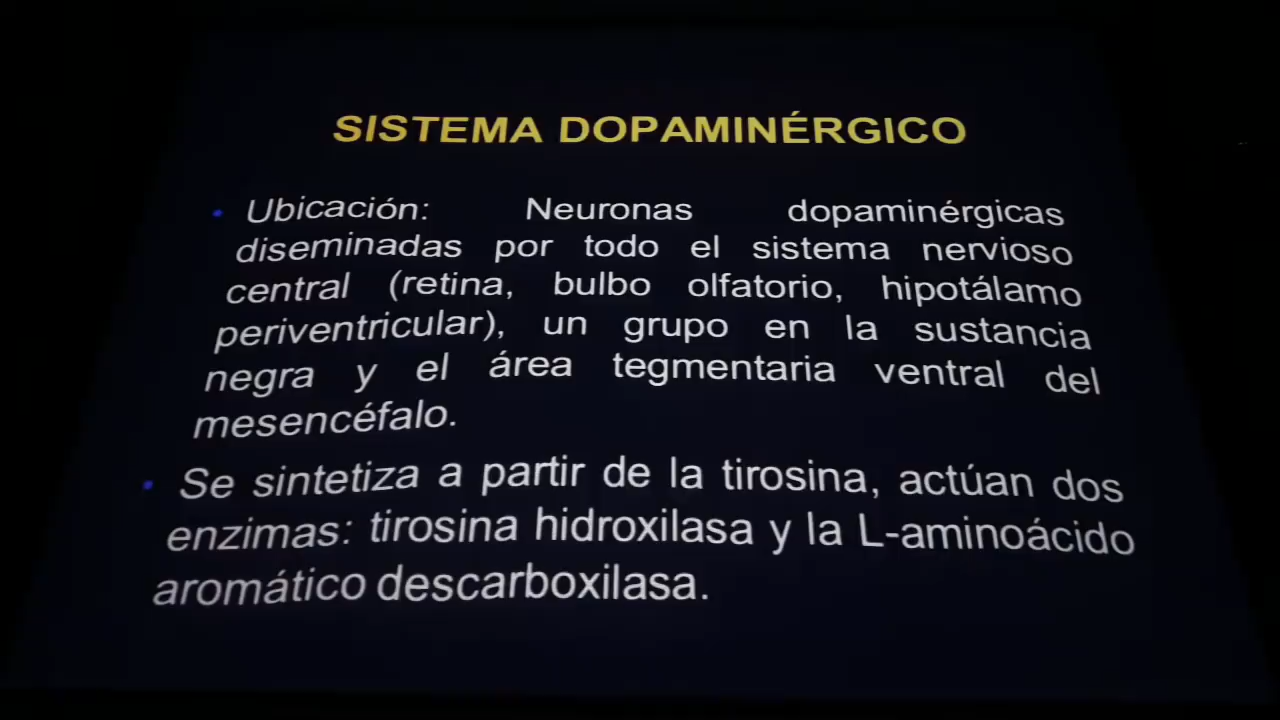 SISTEMA DOPAMINÉRGICO
• Ubicación: Neuronas dopaminérgicas
diseminadas por todo el sistema nervioso
central (retina, bulbo olfatorio, hipotálamo
periventricular), un grupo en la sustancia
negra y el área tegmentaria ventral del
mesencéfalo.
• Se sintetiza a partir de la tirosina, actúan dos
enzimas: tirosina hidroxilasa y la L-aminoácido
aromático descarboxilasa.